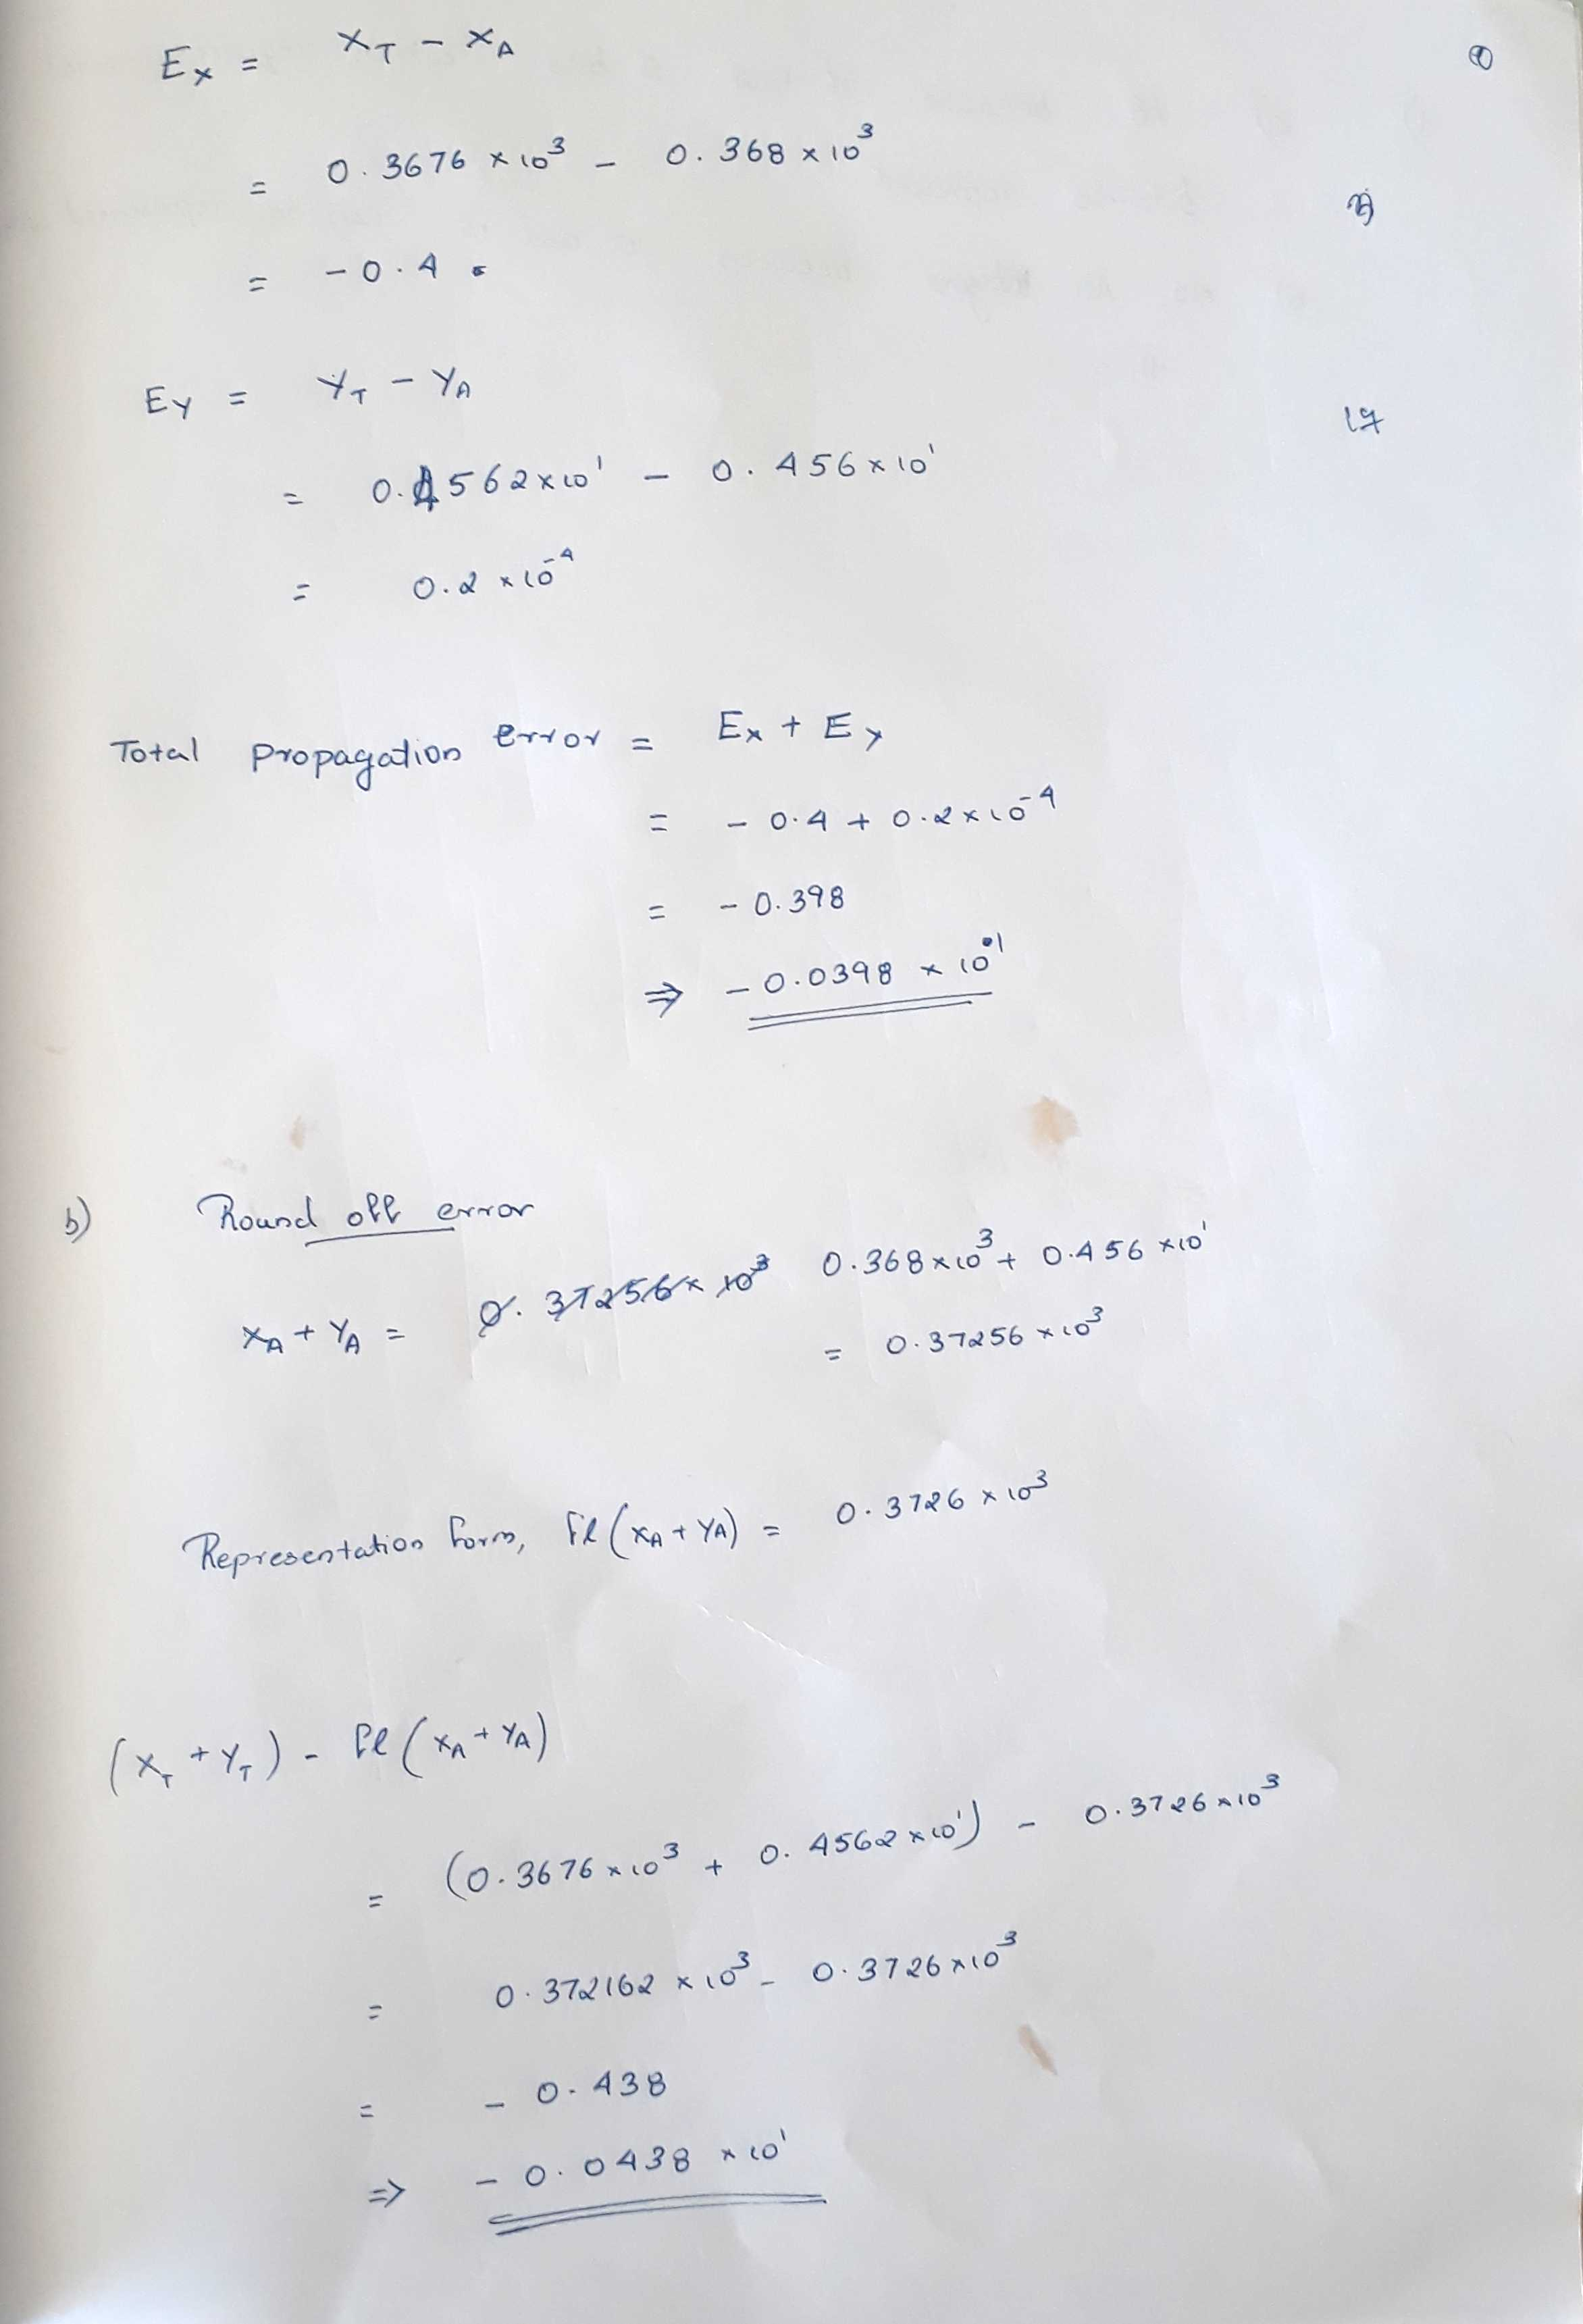 Ex = XT - XA
= 0.3676 × 10³ - 0.368 × 10³
= -0.4
EY = YT - YA
= 0.4562×10¹ - 0.456×10¹
= 0.2 ×10⁻⁴
Total propagation error = Ex + Ey
= - 0.4 + 0.2×10⁻⁴
= - 0.398
⇒ - 0.0398 × 10¹
b) Round off error
XA + YA = 0.37256× 10³ 0.368×10³ + 0.456 ×10¹
= 0.37256 ×10³
Representation form, fl (XA + YA) = 0.3726 ×10³
(XT + YT) - fl (XA + YA)
= (0.3676 ×10³ + 0.4562 ×10¹) - 0.3726 ×10³
= 0.372162 ×10³ - 0.3726 ×10³
= - 0.438
⇒ - 0.0438 ×10¹